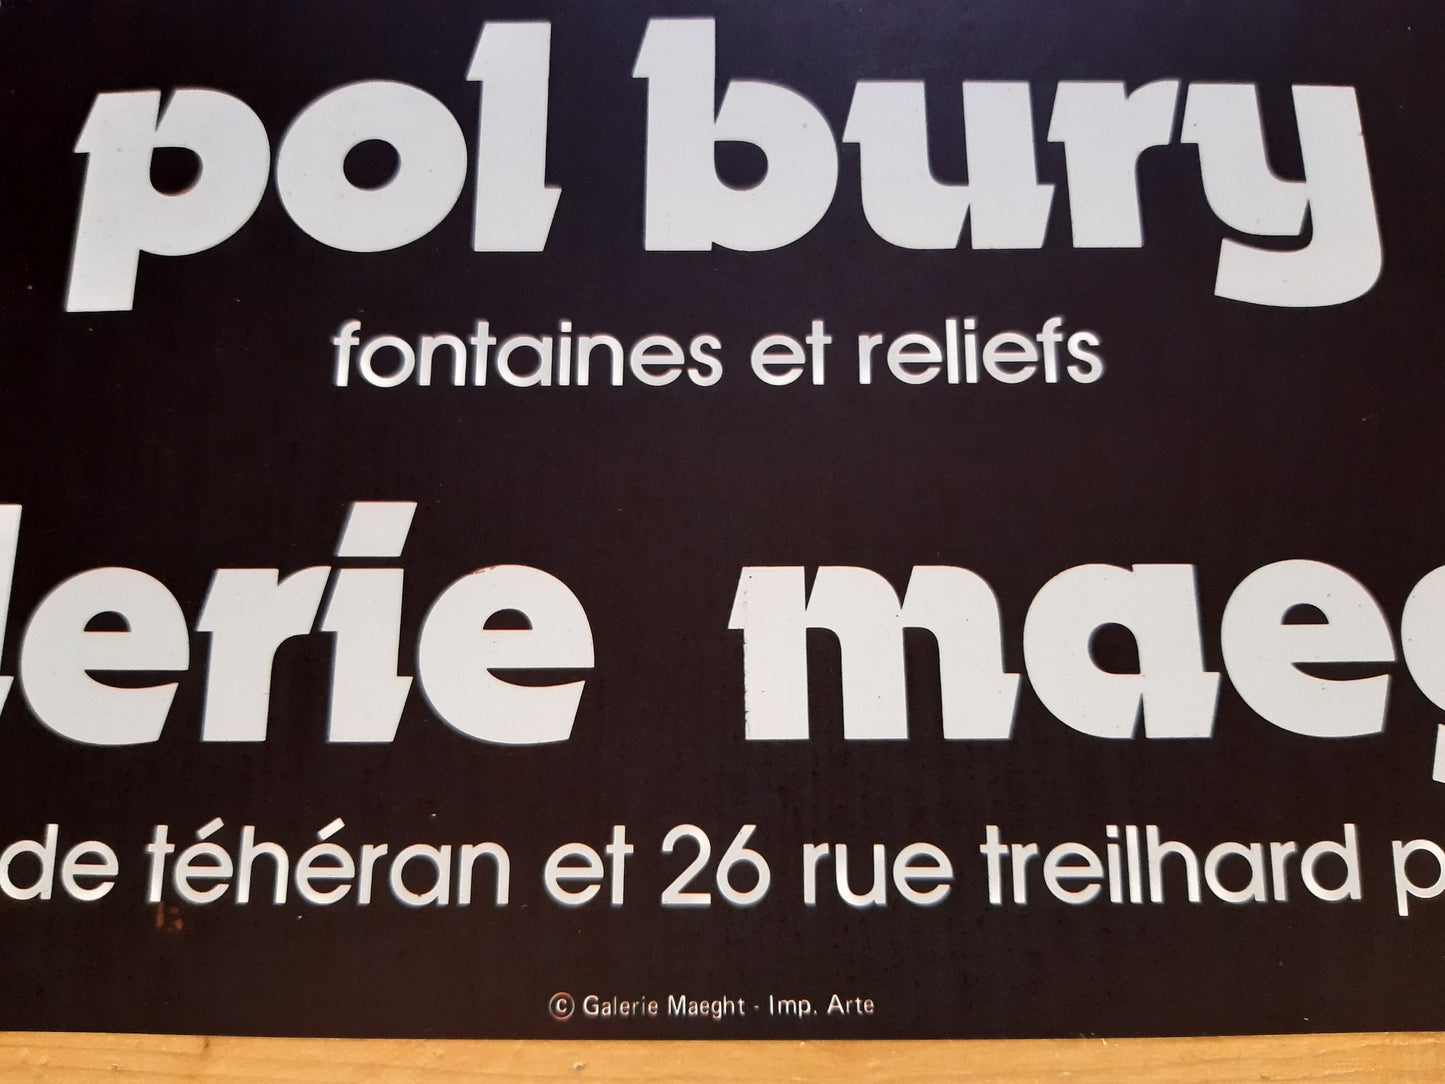 pol bury
fontaines et reliefs
lerie maeg
de téhéran et 26 rue treilhard p
© Galerie Maeght - Imp. Arte